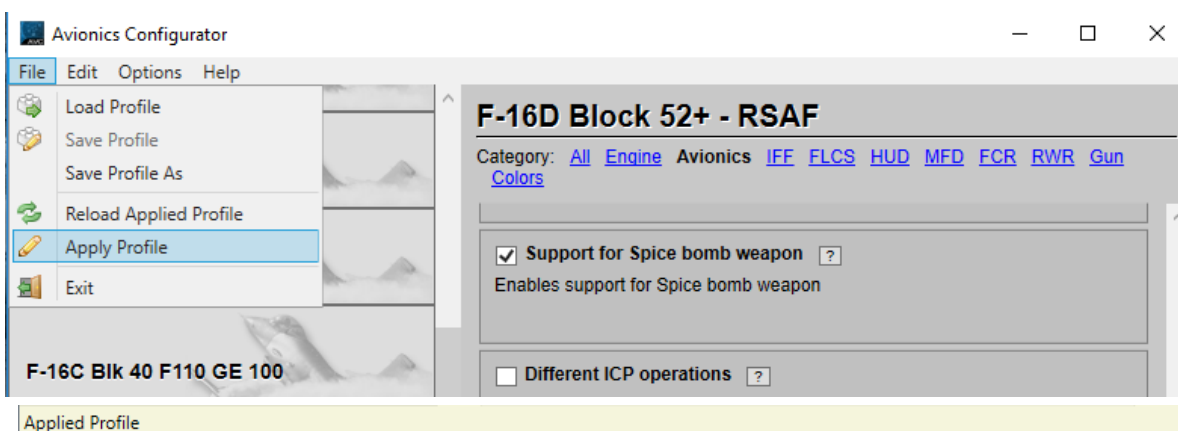 Avionics Configurator
File Edit Options Help
Load Profile
Save Profile
Save Profile As
Reload Applied Profile
Apply Profile
Exit
F-16C Blk 40 F110 GE 100
F-16D Block 52+ - RSAF
Category: All Engine Avionics IFF FLCS HUD MFD FCR RWR Gun
Colors
Support for Spice bomb weapon ?
Enables support for Spice bomb weapon
Different ICP operations ?
Applied Profile